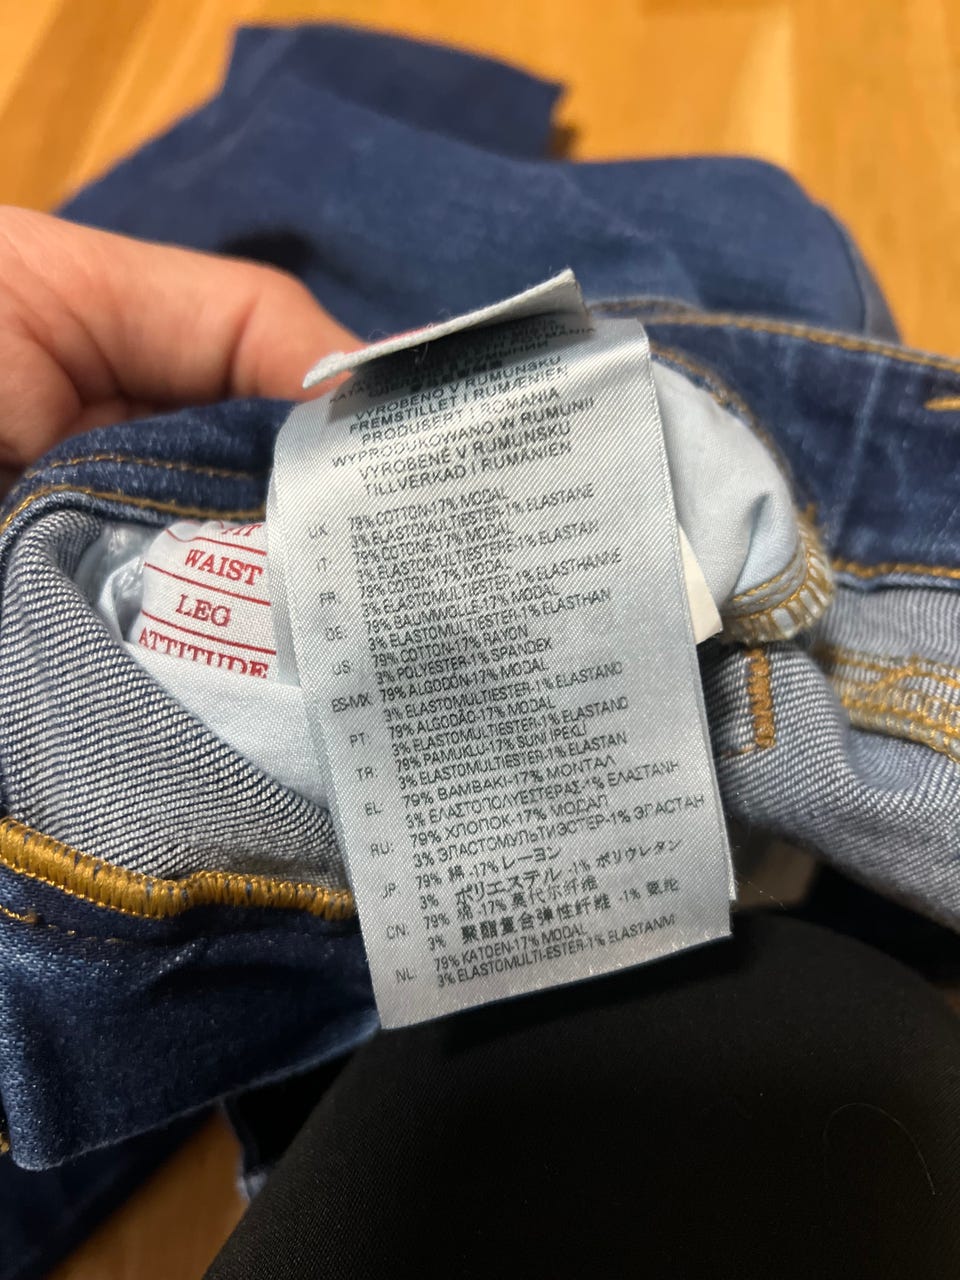 ROMANIA
VYROBENO V RUMUNSKU
FREMSTILLET I RUMÆNIEN
PRODUSERT I ROMANIA
WYPRODUKOWANO W RUMUNII
VYROBENÉ V RUMUNSKU
TILLVERKAD I RUMANIEN
UK: 79% COTTON-17% MODAL
3% ELASTOMULTIESTER-1% ELASTANE
IT: 79% COTONE-17% MODAL
3% ELASTOMULTIESTERE-1% ELASTAN
FR: 79% COTON-17% MODAL
3% ELASTOMULTIESTER-1% ELASTHANNE
DE: 79% BAUMWOLLE-17% MODAL
3% ELASTOMULTIESTER-1% ELASTHAN
US: 79% COTTON-17% RAYON
3% POLYESTER-1% SPANDEX
ES-MX: 79% ALGODÓN-17% MODAL
3% ELASTOMULTIESTER-1% ELASTANO
PT: 79% ALGODÃO-17% MODAL
3% ELASTOMULTIESTER-1% ELASTANO
TR: 79% PAMUKLU-17% SUNI IPEKLI
3% ELASTOMULTIESTER-1% ELASTAN
EL: 79% BAMBAKI-17% ΜΟΝΤΑΛ
3% ΕΛΑΣΤΟΠΟΛΥΕΣΤΕΡΑΣ-1% ΕΛΑΣΤΑΝΗ
RU: 79% ХЛОПОК-17% МОДАЛ
3% ЭЛАСТОМУЛЬТИЭСТЕР-1% ЭЛАСТАН
JP: 79% 綿 -17% レーヨン
3% ポリエステル -1% ポリウレタン
CN: 79% 棉 -17% 莫代尔纤维
3% 聚酯复合弹性纤维 -1% 氨纶
NL: 79% KATOEN-17% MODAL
3% ELASTOMULTI-ESTER-1% ELASTANM
WAIST
LEG
ATTITUDE